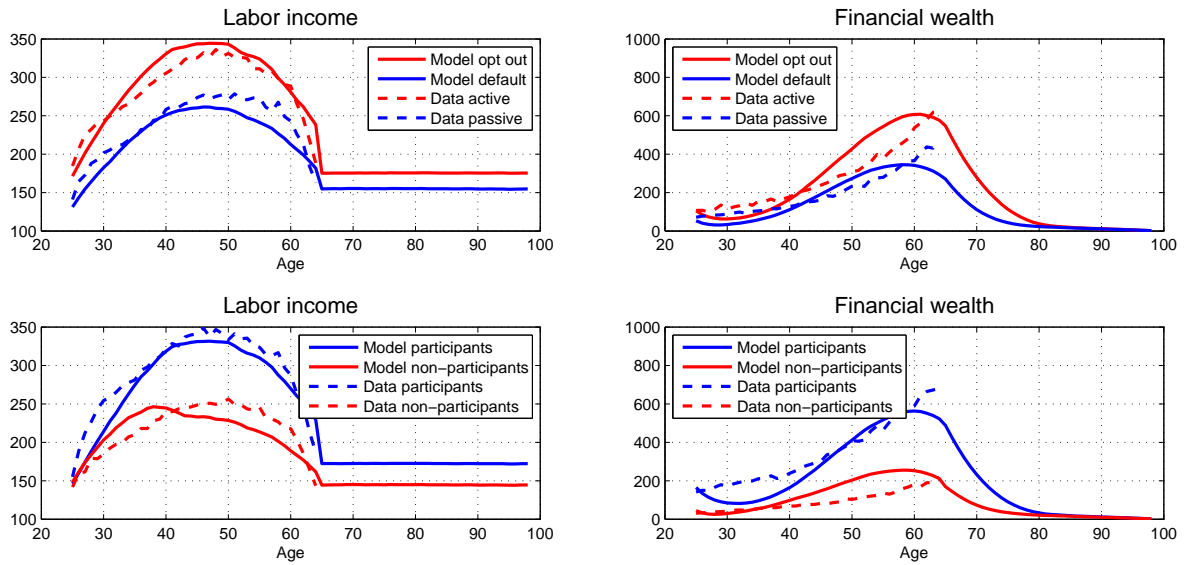 Labor income
350
300
250
200
150
100
20 30 40 50 60 70 80 90 100
Age
Model opt out
Model default
Data active
Data passive
Financial wealth
1000
800
600
400
200
0
20 30 40 50 60 70 80 90 100
Age
Model opt out
Model default
Data active
Data passive
Labor income
350
300
250
200
150
100
20 30 40 50 60 70 80 90 100
Age
Model participants
Model non−participants
Data participants
Data non−participants
Financial wealth
1000
800
600
400
200
0
20 30 40 50 60 70 80 90 100
Age
Model participants
Model non−participants
Data participants
Data non−participants